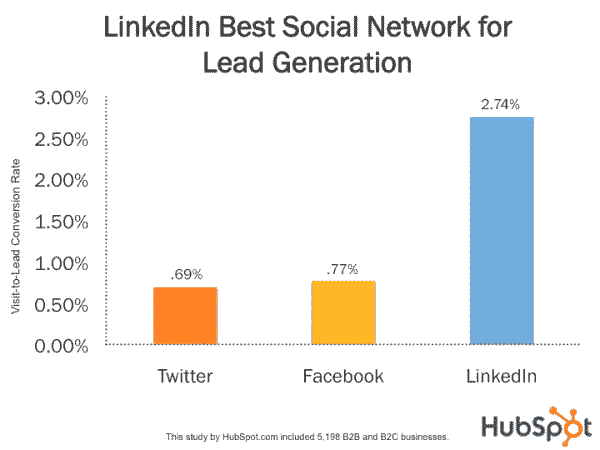 LinkedIn Best Social Network for
Lead Generation
Visit-to-Lead Conversion Rate
3.00%
2.50%
2.00%
1.50%
1.00%
0.50%
0.00%
.69%
.77%
2.74%
Twitter
Facebook
LinkedIn
This study by HubSpot.com included 5,198 B2B and B2C businesses.
HubSpot